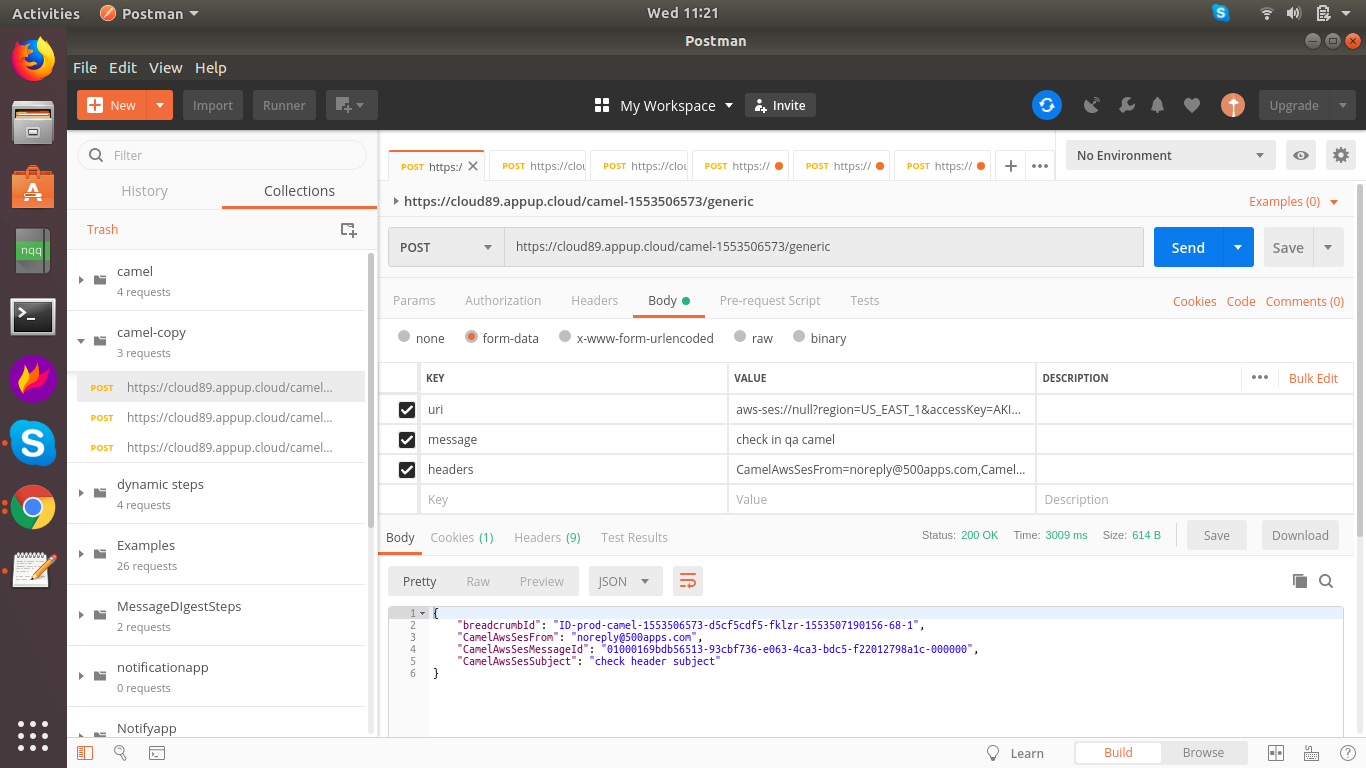 Activities Postman Wed 11:21
Postman
File Edit View Help
New Import Runner My Workspace Invite Upgrade
Filter
History Collections
Trash
camel
4 requests
camel-copy
3 requests
POST https://cloud89.appup.cloud/camel...
POST https://cloud89.appup.cloud/camel...
POST https://cloud89.appup.cloud/camel...
dynamic steps
4 requests
Examples
26 requests
MessageDIgestSteps
2 requests
notificationapp
0 requests
Notifyapp
nqq
POST https:/ POST https://clou POST https://clou POST https:// POST https:// POST https:// No Environment
https://cloud89.appup.cloud/camel-1553506573/generic Examples (0)
POST https://cloud89.appup.cloud/camel-1553506573/generic Send Save
Params Authorization Headers Body Pre-request Script Tests Cookies Code Comments (0)
none form-data x-www-form-urlencoded raw binary
KEY VALUE DESCRIPTION Bulk Edit
uri aws-ses://null?region=US_EAST_1&accessKey=AKI...
message check in qa camel
headers CamelAwsSesFrom=noreply@500apps.com,Camel...
Key Value Description
Body Cookies (1) Headers (9) Test Results Status: 200 OK Time: 3009 ms Size: 614 B Save Download
Pretty Raw Preview JSON
1 {
2 "breadcrumbId": "ID-prod-camel-1553506573-d5cf5cdf5-fklzr-1553507190156-68-1",
3 "CamelAwsSesFrom": "noreply@500apps.com",
4 "CamelAwsSesMessageId": "01000169bdb56513-93cbf736-e063-4ca3-bdc5-f22012798a1c-000000",
5 "CamelAwsSesSubject": "check header subject"
6 }
Learn Build Browse